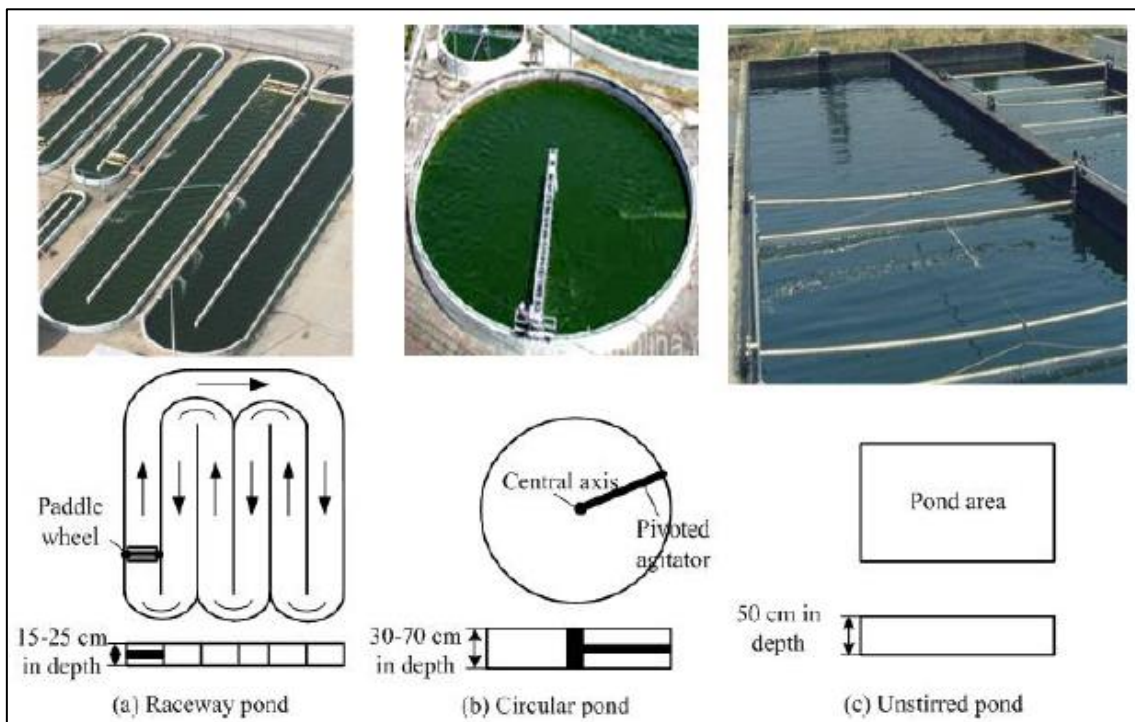 Paddle
wheel
15-25 cm
in depth
(a) Raceway pond
Central axis
Pivoted
agitator
30-70 cm
in depth
(b) Circular pond
Pond area
50 cm in
depth
(c) Unstirred pond